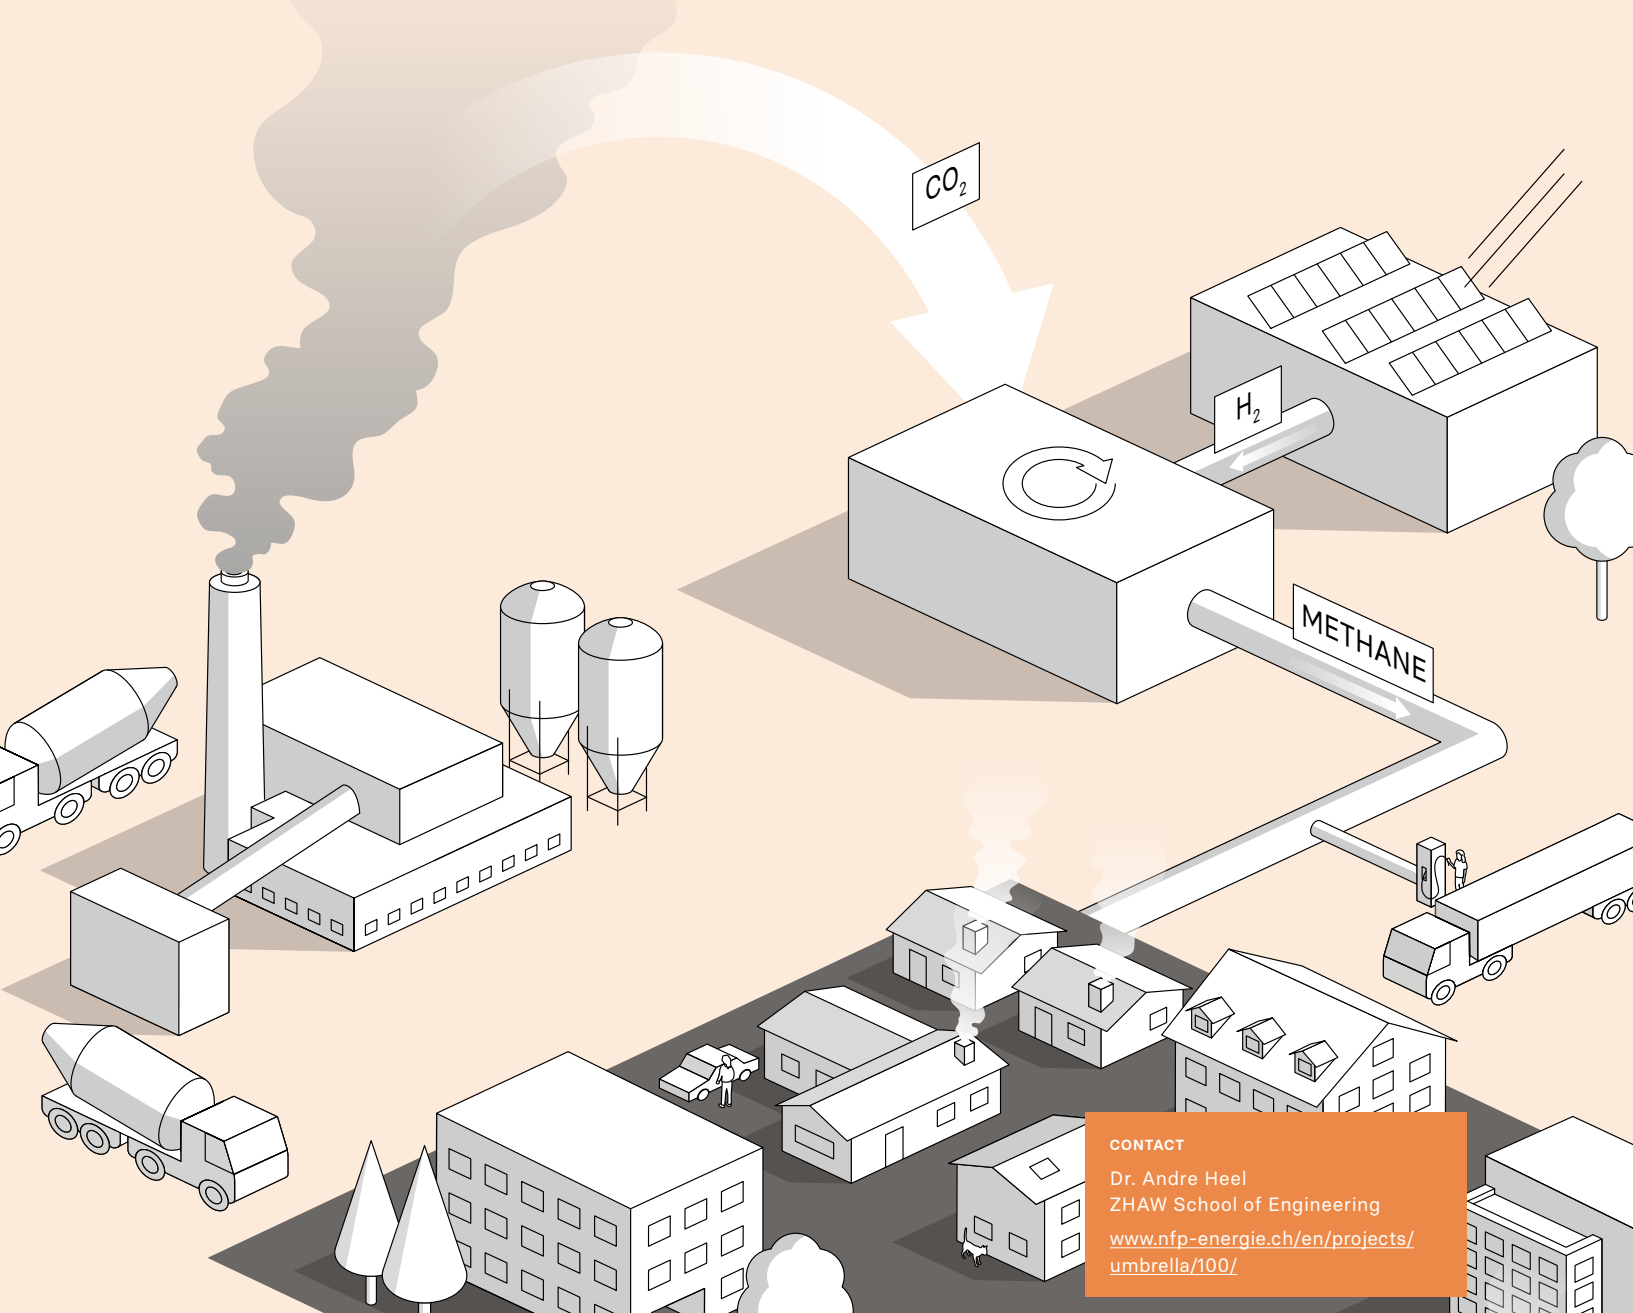 CO₂
H₂
METHANE
CONTACT
Dr. Andre Heel
ZHAW School of Engineering
www.nfp-energie.ch/en/projects/
umbrella/100/